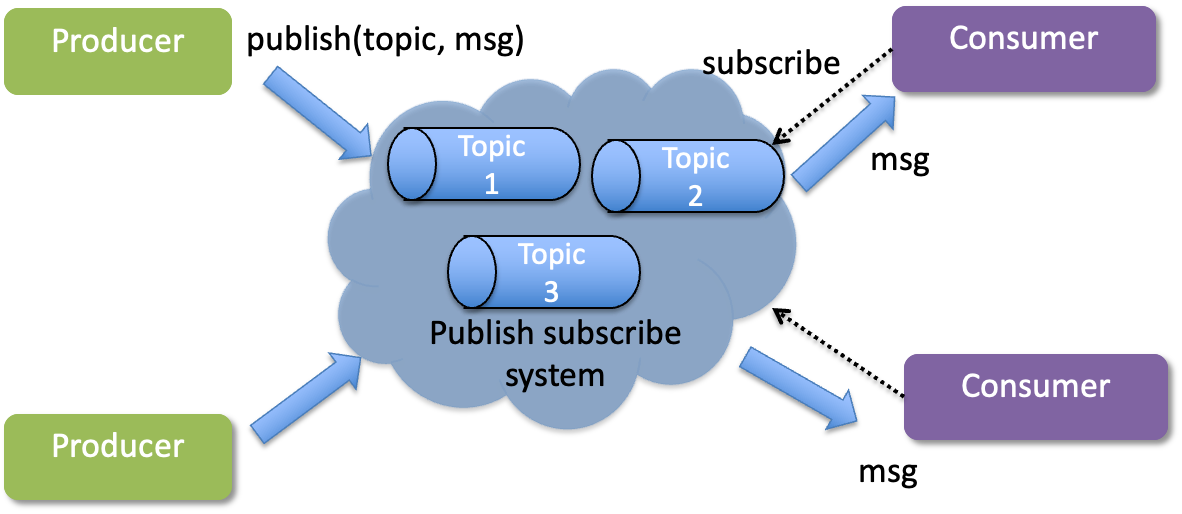 Producer
publish(topic, msg)
Consumer
subscribe
msg
Topic
1
Topic
2
Topic
3
Publish subscribe
system
Producer
Consumer
msg